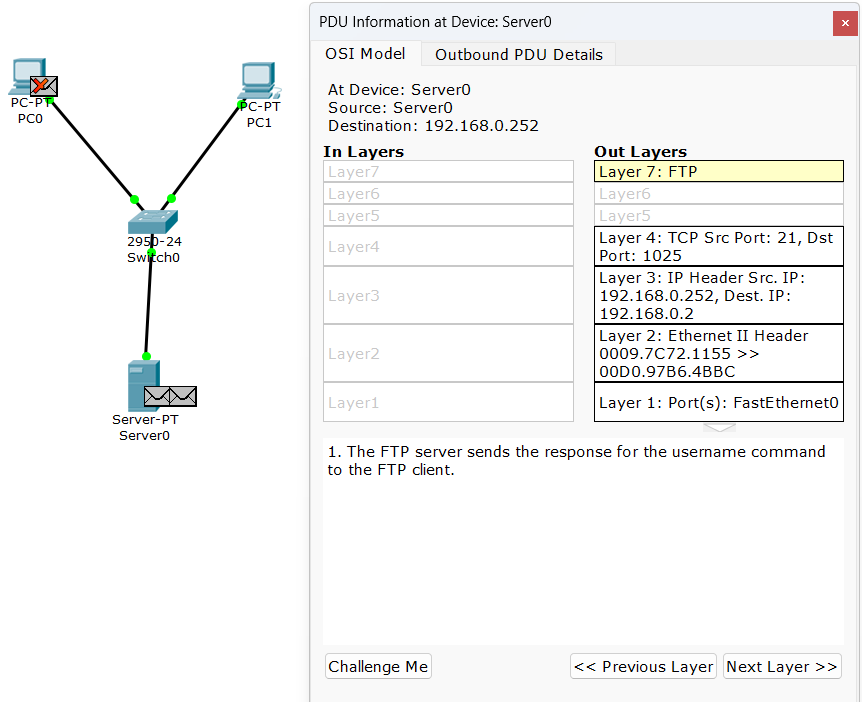 PC-PT
PC0
PC-PT
PC1
2950-24
Switch0
Server-PT
Server0
PDU Information at Device: Server0
OSI Model
Outbound PDU Details
At Device: Server0
Source: Server0
Destination: 192.168.0.252
In Layers
Layer7
Layer6
Layer5
Layer4
Layer3
Layer2
Layer1
Out Layers
Layer 7: FTP
Layer6
Layer5
Layer 4: TCP Src Port: 21, Dst
Port: 1025
Layer 3: IP Header Src. IP:
192.168.0.252, Dest. IP:
192.168.0.2
Layer 2: Ethernet II Header
0009.7C72.1155 >>
00D0.97B6.4BBC
Layer 1: Port(s): FastEthernet0
1. The FTP server sends the response for the username command
to the FTP client.
Challenge Me
<< Previous Layer
Next Layer >>